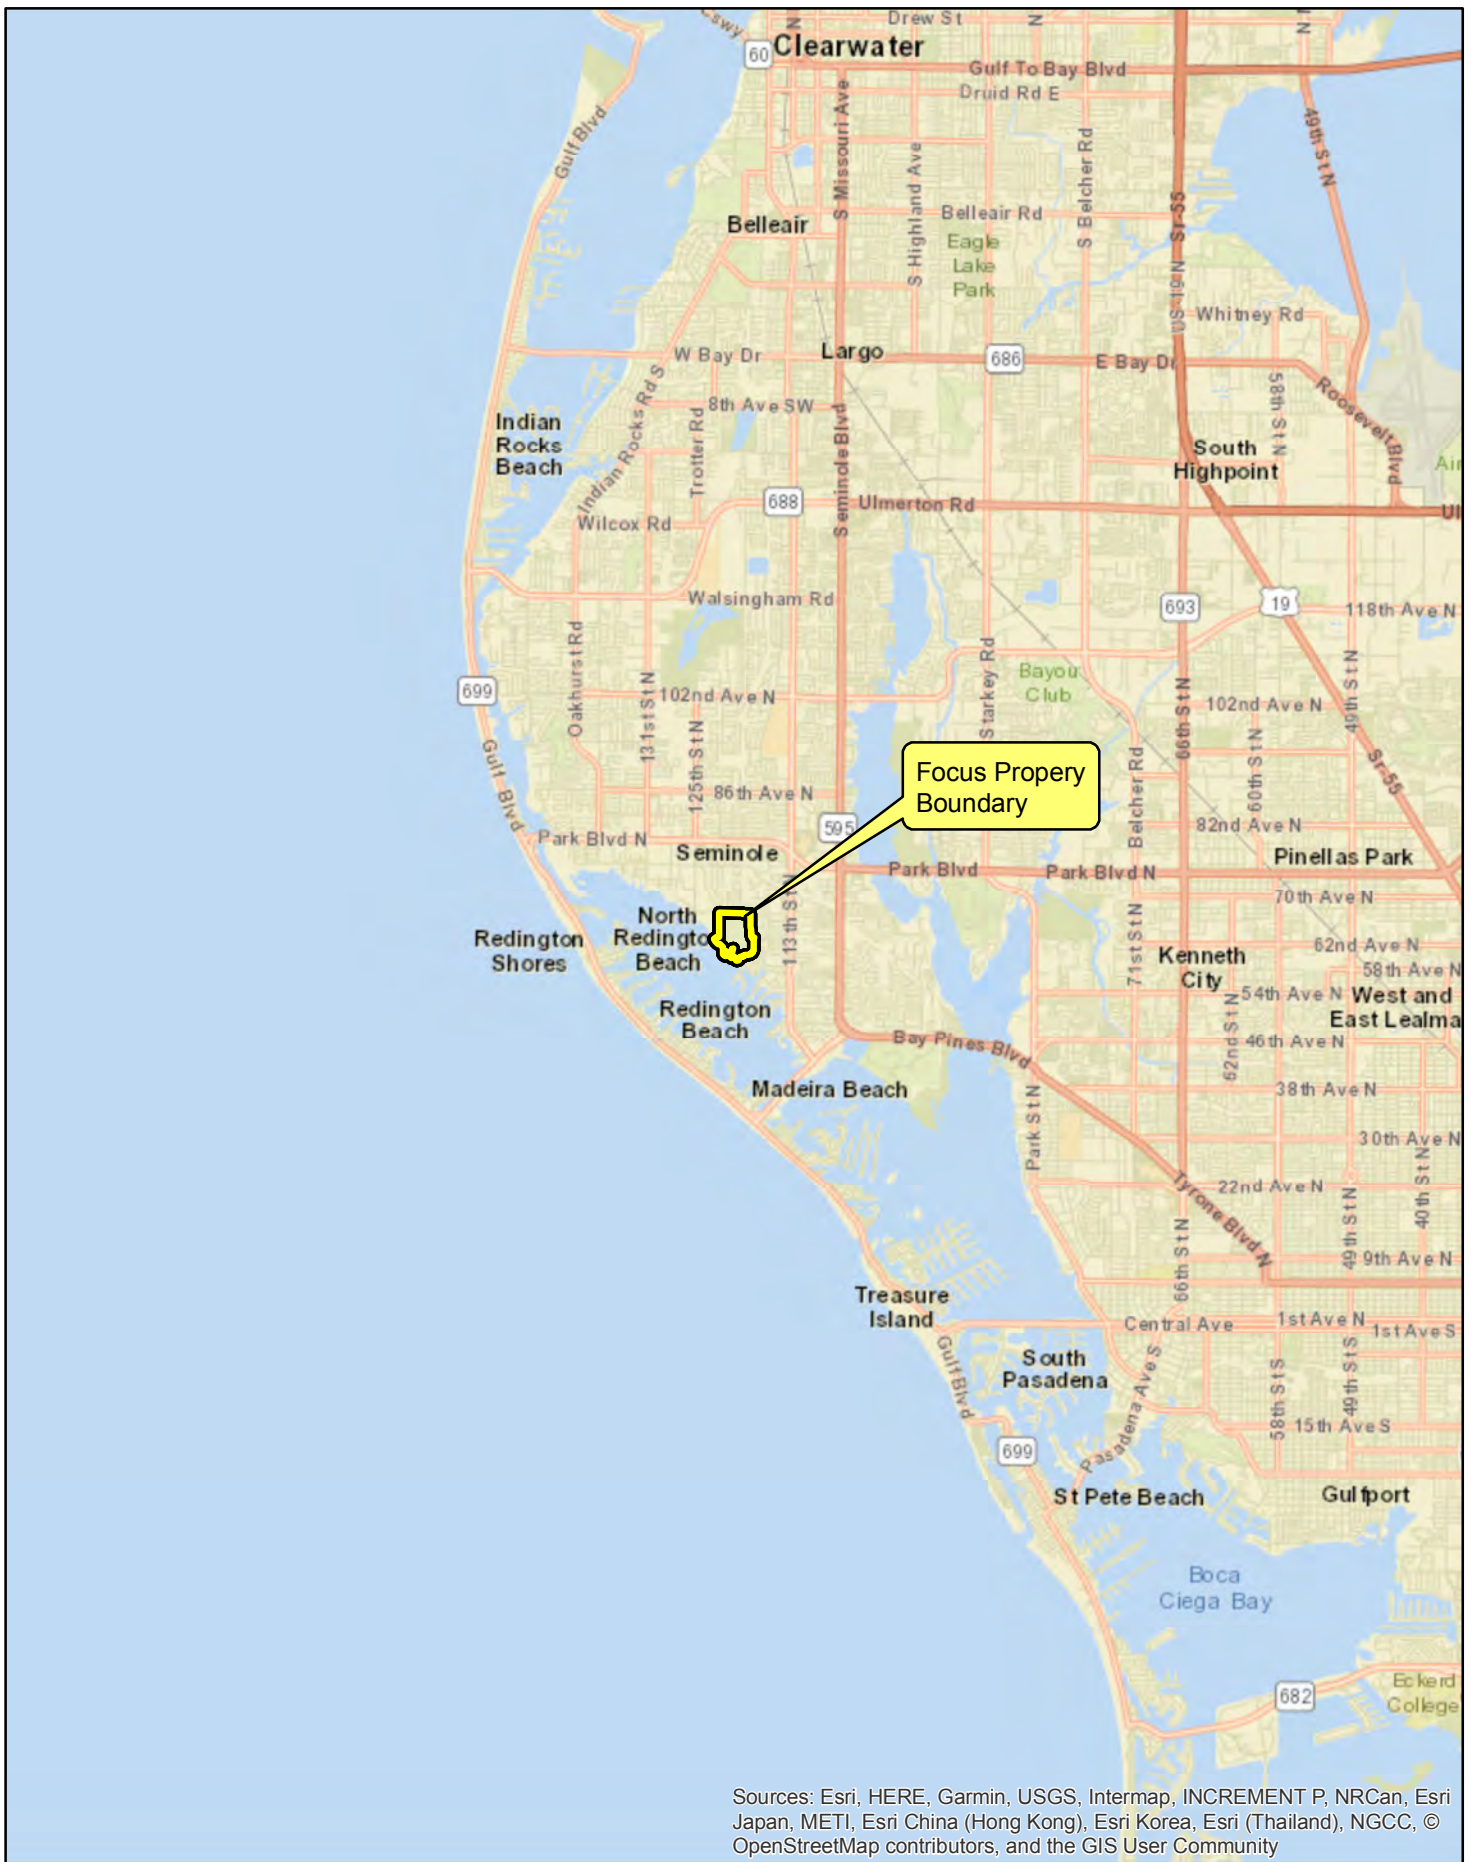 Cswy
N
Drew St
N
N
60
Clearwater
Gulf To Bay Blvd
Druid Rd E
Gulf Blvd
S Missouri Ave
S Highland Ave
S Belcher Rd
49th St N
Belleair
Belleair Rd
Eagle
Lake
Park
US-19 N
Sr-55
Whitney Rd
W Bay Dr
Largo
686
E Bay Dr
58th St N
Roosevelt Blvd
8th Ave SW
Indian
Rocks
Beach
Indian Rocks Rd S
Trotter Rd
Seminole Blvd
South
Highpoint
Air
688
Ulmerton Rd
Ul
Wilcox Rd
Walsingham Rd
693
19
118th Ave N
Oakhurst Rd
131st St N
Starkey Rd
Bayou
Club
699
102nd Ave N
66th St N
102nd Ave N
49th St N
Gulf Blvd
125th St N
Focus Propery
Boundary
Belcher Rd
60th St N
Sr-55
86th Ave N
595
82nd Ave N
Park Blvd N
Seminole
Park Blvd
Park Blvd N
Pinellas Park
113th St N
70th Ave N
North
Redingto
Beach
Redington
Shores
71st St N
Kenneth
City
62nd Ave N
58th Ave N
54th Ave N
West and
East Lealma
Redington
Beach
62nd St N
46th Ave N
Bay Pines Blvd
Madeira Beach
38th Ave N
Park St N
30th Ave N
22nd Ave N
40th St N
Tyrone Blvd N
66th St N
49th St N
9th Ave N
Treasure
Island
Central Ave
1st Ave N
1st Ave S
Gulf Blvd
South
Pasadena
Pasadena Ave S
58th St S
49th St S
15th Ave S
699
St Pete Beach
Gulfport
Boca
Ciega Bay
682
Eckerd
College
Sources: Esri, HERE, Garmin, USGS, Intermap, INCREMENT P, NRCan, Esri
Japan, METI, Esri China (Hong Kong), Esri Korea, Esri (Thailand), NGCC, ©
OpenStreetMap contributors, and the GIS User Community